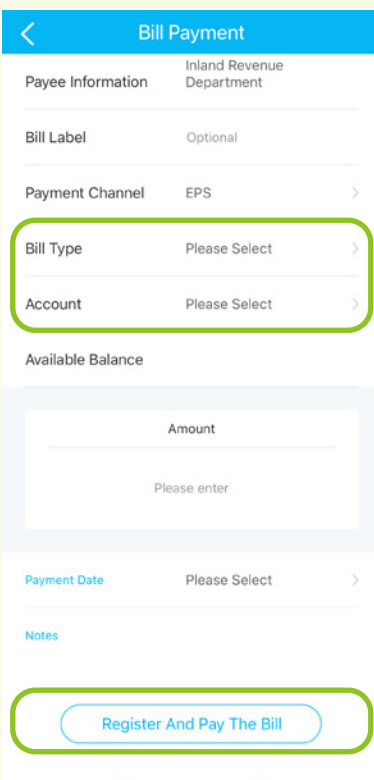 Bill Payment
Payee Information
Inland Revenue
Department
Bill Label Optional
Payment Channel EPS
Bill Type Please Select
Account Please Select
Available Balance
Amount
Please enter
Payment Date Please Select
Notes
Register And Pay The Bill